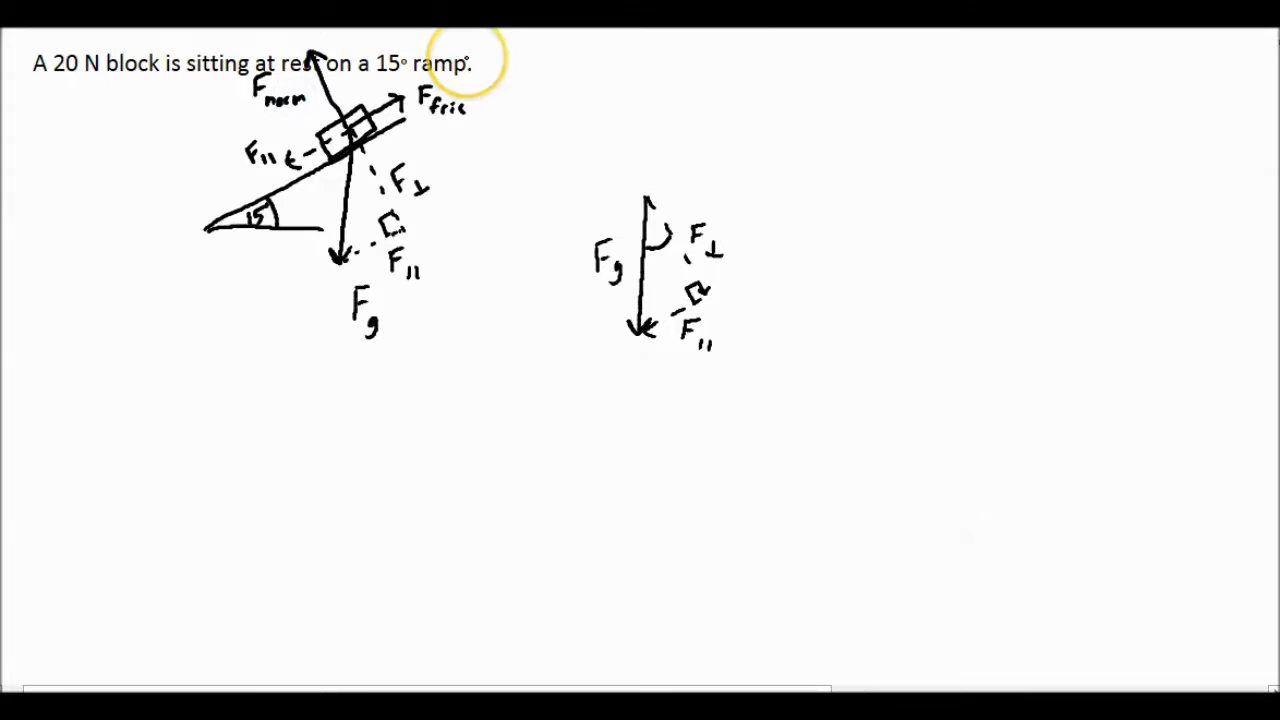 A 20 N block is sitting at rest on a 15° ramp.
Fnorm
Ffric
F||
F⊥
15
F||
Fg
F⊥
Fg
F||